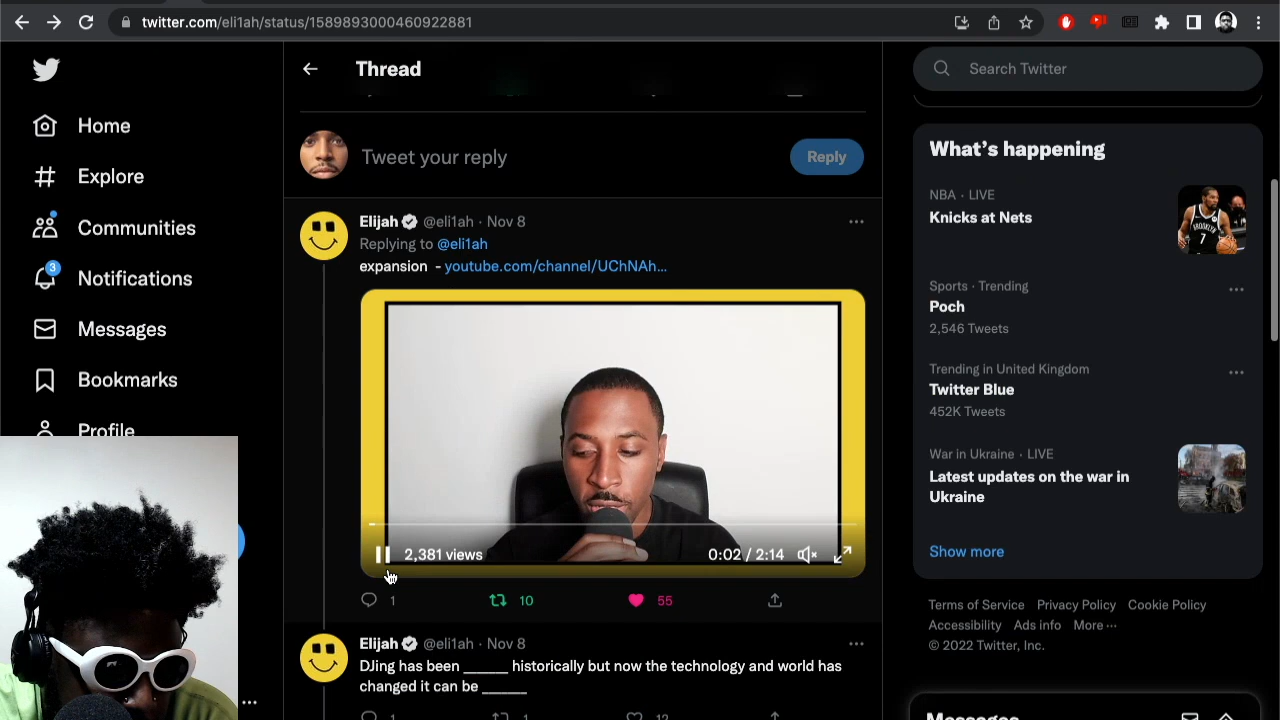 twitter.com/eli1ah/status/1589893000460922881
Thread
Search Twitter
Home
Explore
Communities
3
Notifications
Messages
Bookmarks
Profile
Tweet your reply
Reply
Elijah @eli1ah · Nov 8
Replying to @eli1ah
expansion - youtube.com/channel/UChNAh...
2,381 views
0:02 / 2:14
1
10
55
Elijah @eli1ah · Nov 8
DJing has been ______ historically but now the technology and world has
changed it can be ______
1
1
12
What's happening
NBA · LIVE
Knicks at Nets
Sports · Trending
Poch
2,546 Tweets
Trending in United Kingdom
Twitter Blue
452K Tweets
War in Ukraine · LIVE
Latest updates on the war in
Ukraine
Show more
Terms of Service Privacy Policy Cookie Policy
Accessibility Ads info More ···
© 2022 Twitter, Inc.
Messages